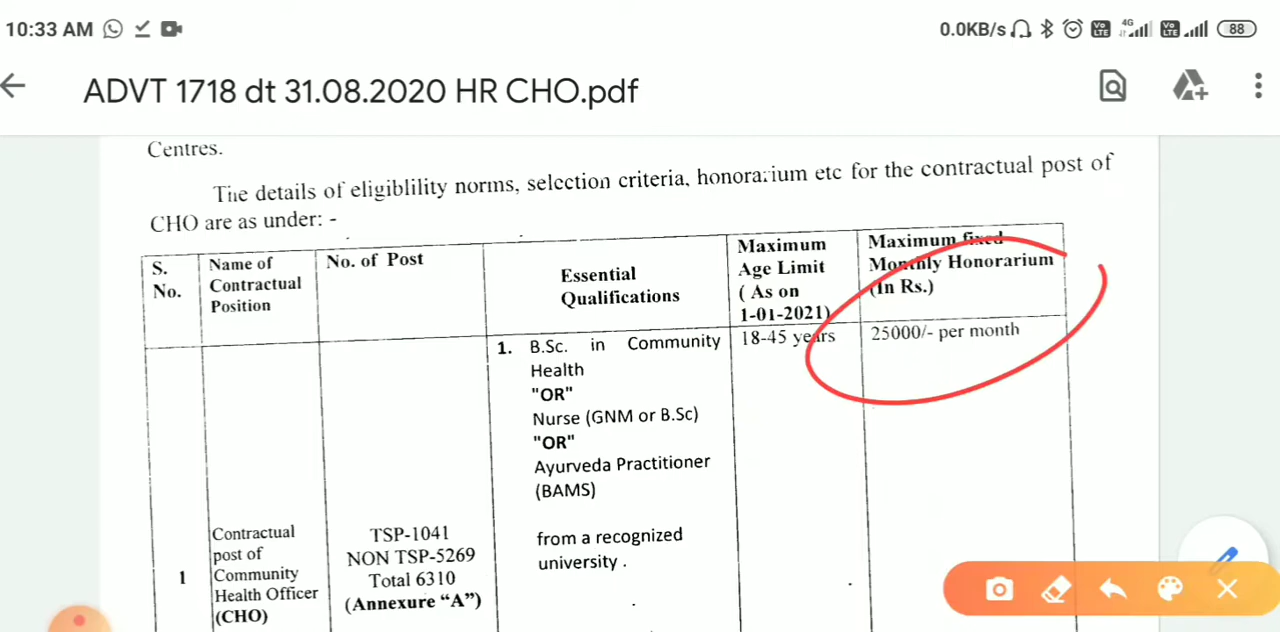 10:33 AM
0.0KB/s
Vo LTE
4G
Vo LTE
88
ADVT 1718 dt 31.08.2020 HR CHO.pdf
Centres.
The details of eligiblility norms, selection criteria, honorarium etc for the contractual post of
CHO are as under: -
S.
No.
Name of
Contractual
Position
No. of Post
Essential
Qualifications
Maximum
Age Limit
( As on
1-01-2021)
Maximum fixed
Monthly Honorarium
(In Rs.)
1
Contractual
post of
Community
Health Officer
(CHO)
TSP-1041
NON TSP-5269
Total 6310
(Annexure “A”)
1. B.Sc. in Community
Health
"OR"
Nurse (GNM or B.Sc)
"OR"
Ayurveda Practitioner
(BAMS)
from a recognized
university .
18-45 years
25000/- per month